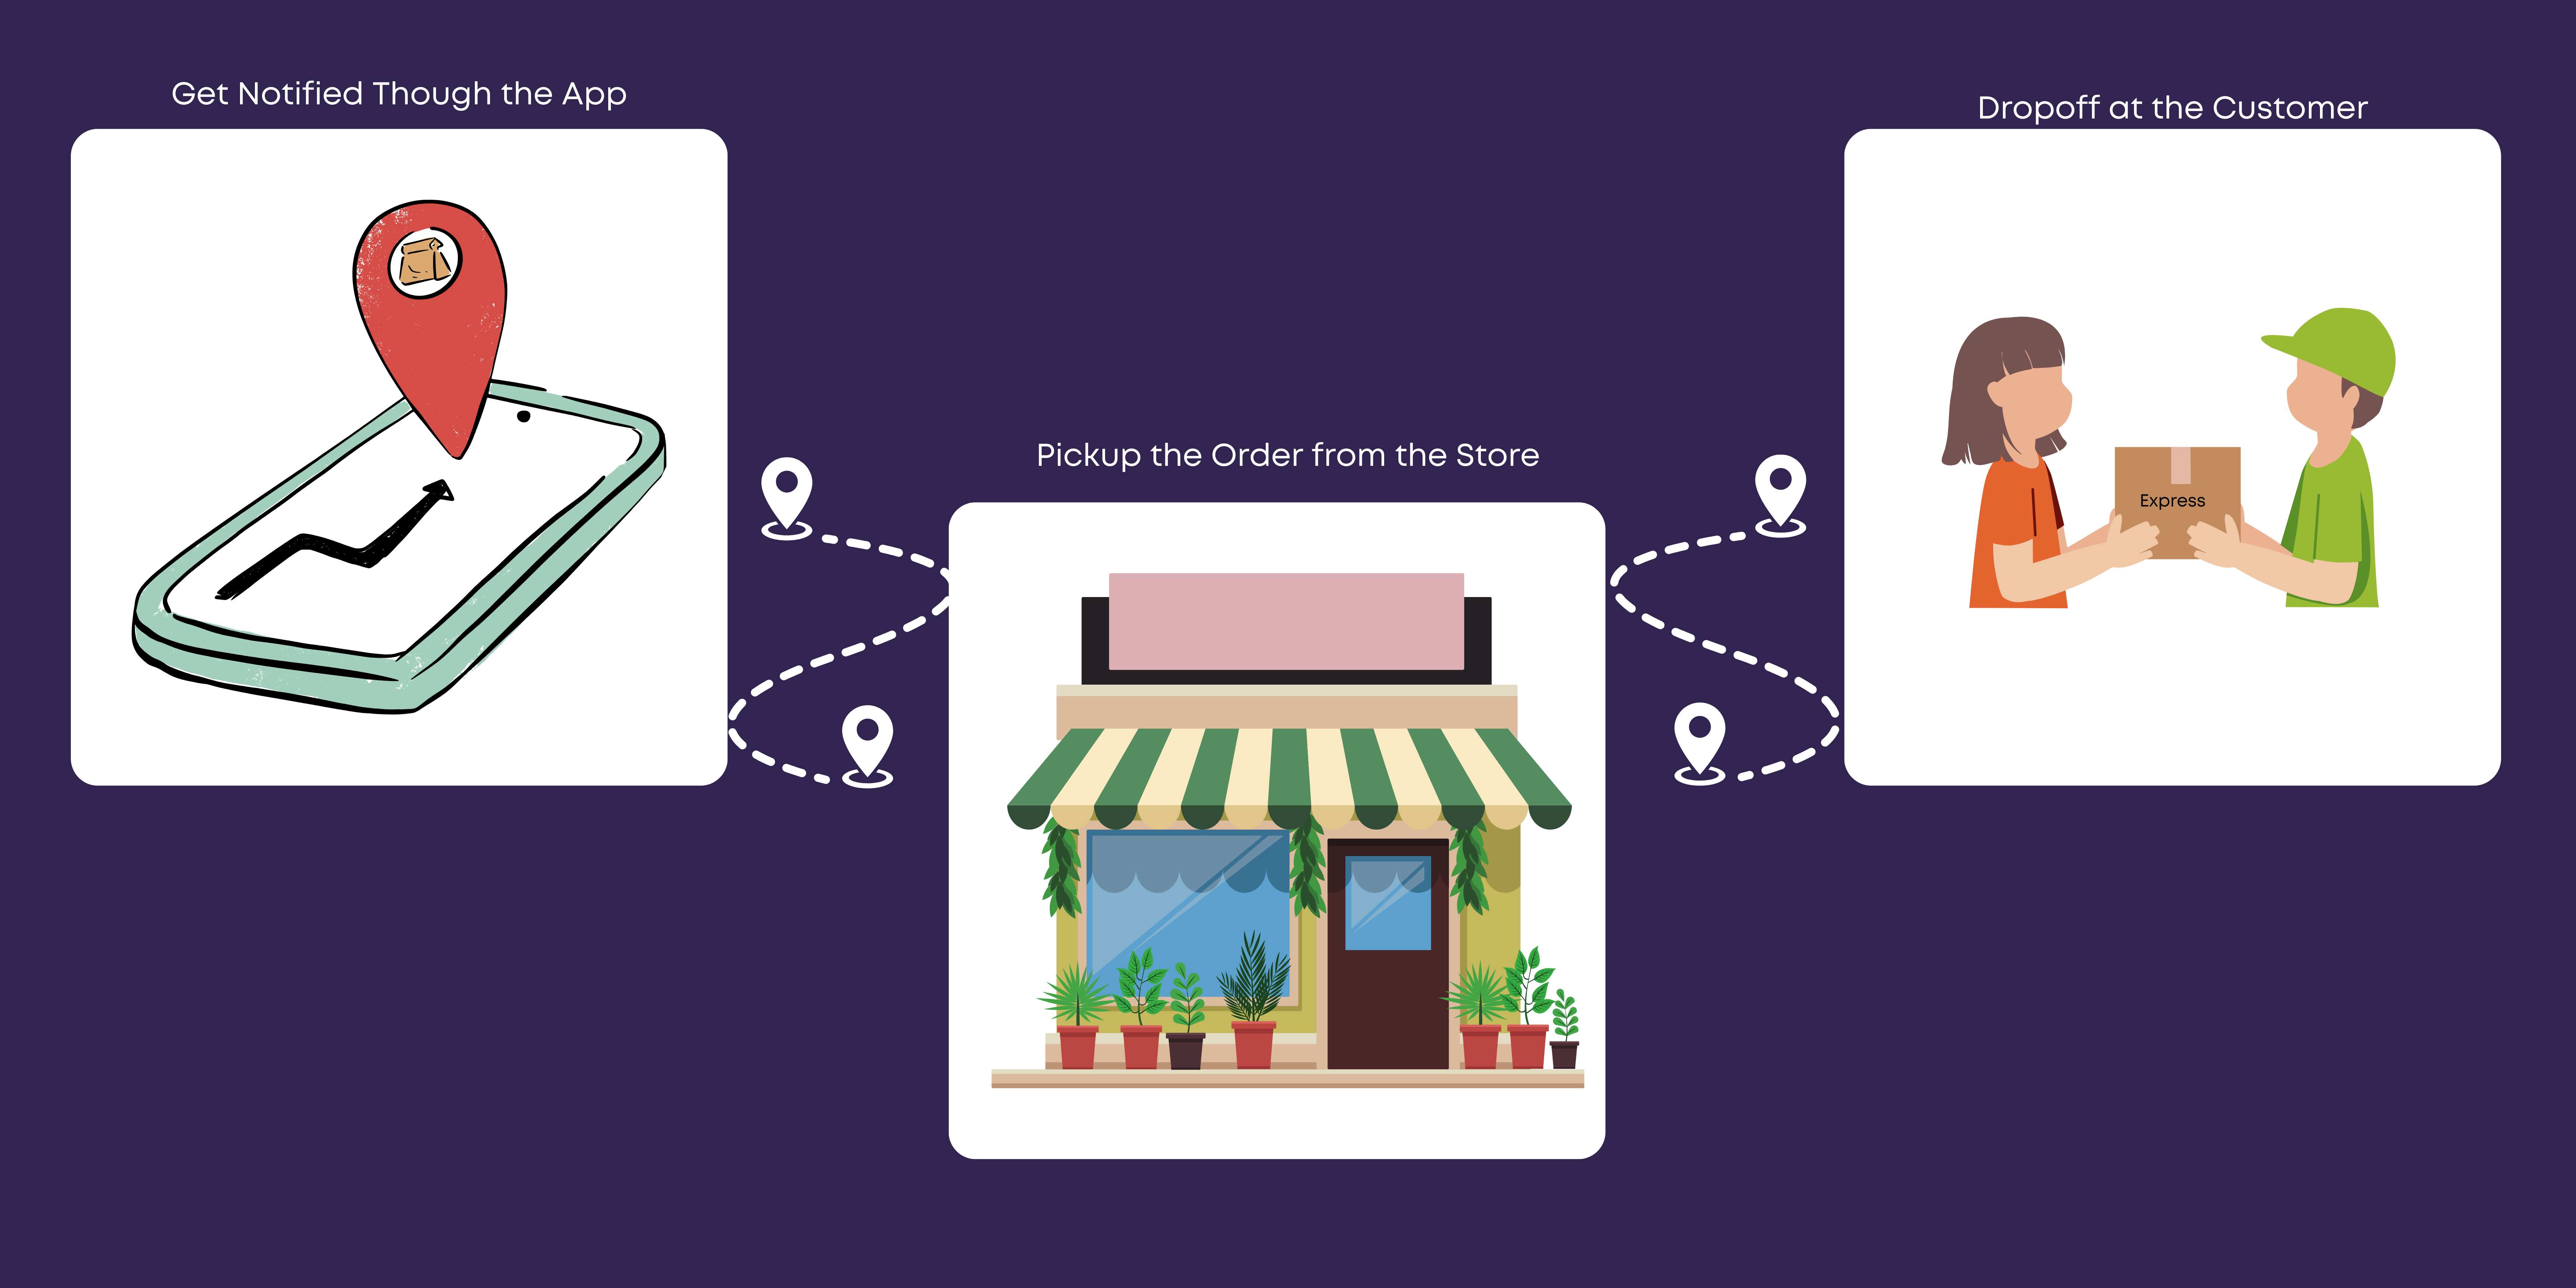 Get Notified Though the App
Pickup the Order from the Store
Dropoff at the Customer
Express